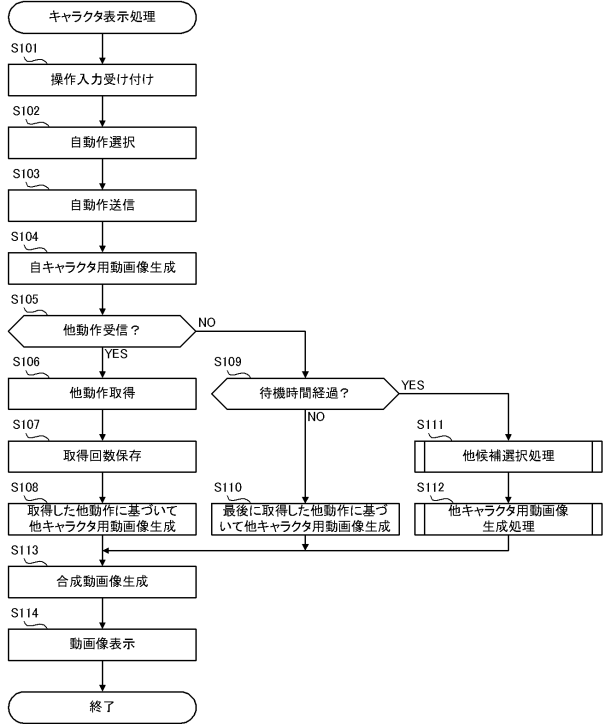 キャラクタ表示処理
S101
操作入力受け付け
S102
自動作選択
S103
自動作送信
S104
自キャラクタ用動画像生成
S105
他動作受信？
NO
YES
S106
他動作取得
S109
待機時間経過？
YES
NO
S107
取得回数保存
S111
他候補選択処理
S108
取得した他動作に基づいて
他キャラクタ用動画像生成
S110
最後に取得した他動作に基づ
いて他キャラクタ用動画像生成
S112
他キャラクタ用動画像
生成処理
S113
合成動画像生成
S114
動画像表示
終了